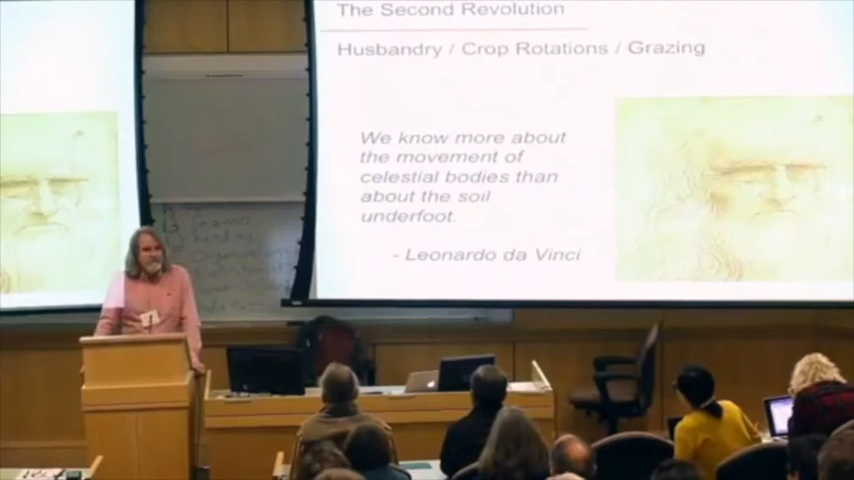 The Second Revolution
Husbandry / Crop Rotations / Grazing
We know more about
the movement of
celestial bodies than
about the soil
underfoot.
- Leonardo da Vinci